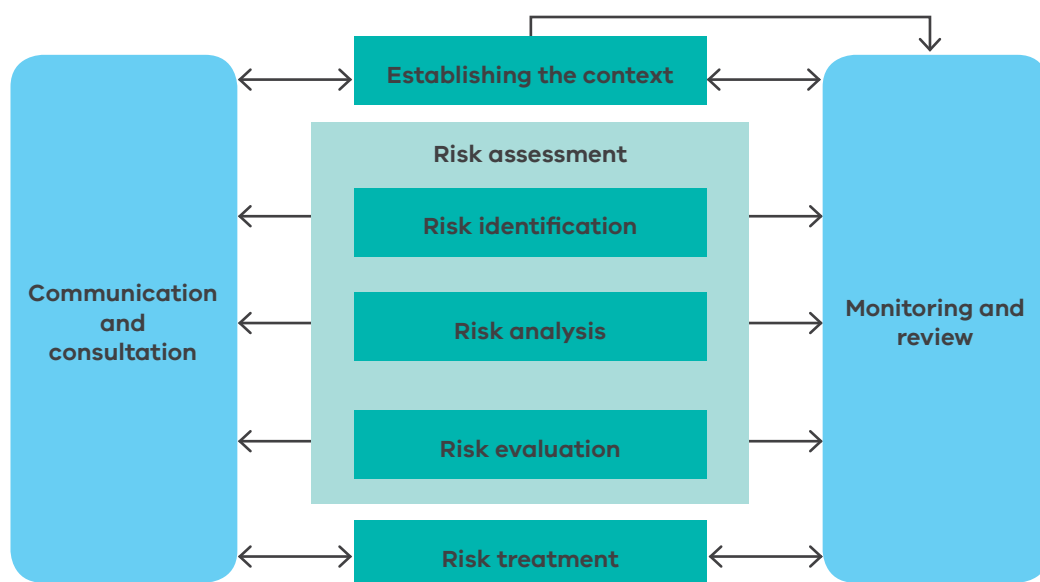 Establishing the context
Risk assessment
Risk identification
Risk analysis
Risk evaluation
Risk treatment
Communication
and
consultation
Monitoring and
review